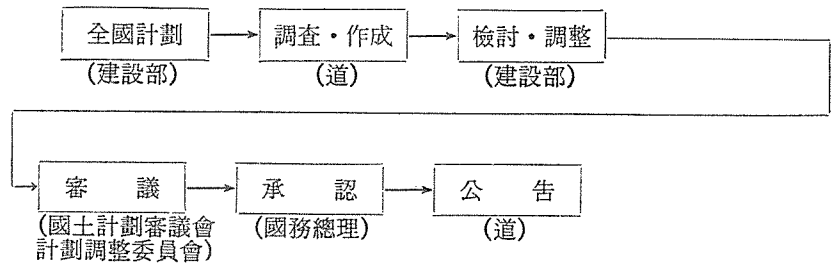 全國計劃 調査・作成 檢討・調整
(建設部) (道) (建設部)
審議 承認 公告
(國土計劃審議會 (國務總理) (道)
計劃調整委員會)